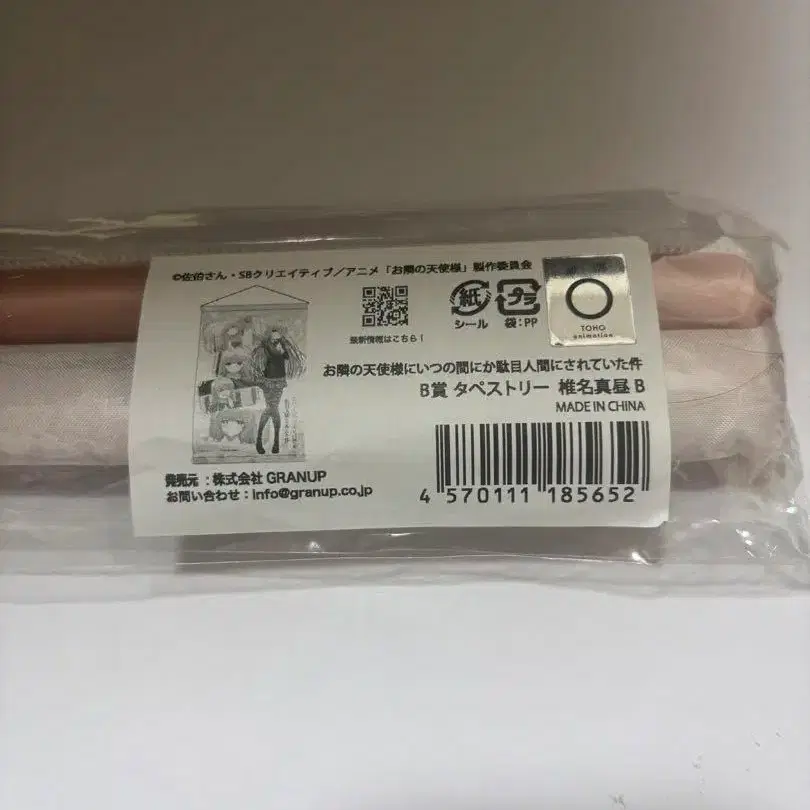 ©佐伯さん・SBクリエイティブ/アニメ「お隣の天使様」製作委員会
紙
シール
プラ
袋:PP
TOHO
animation
最新情報はこちら!
お隣の天使様にいつの間にか駄目人間にされていた件
B賞 タペストリー 椎名真昼 B
MADE IN CHINA
発売元:株式会社 GRANUP
お問い合わせ:info@granup.co.jp
4 570111 185652